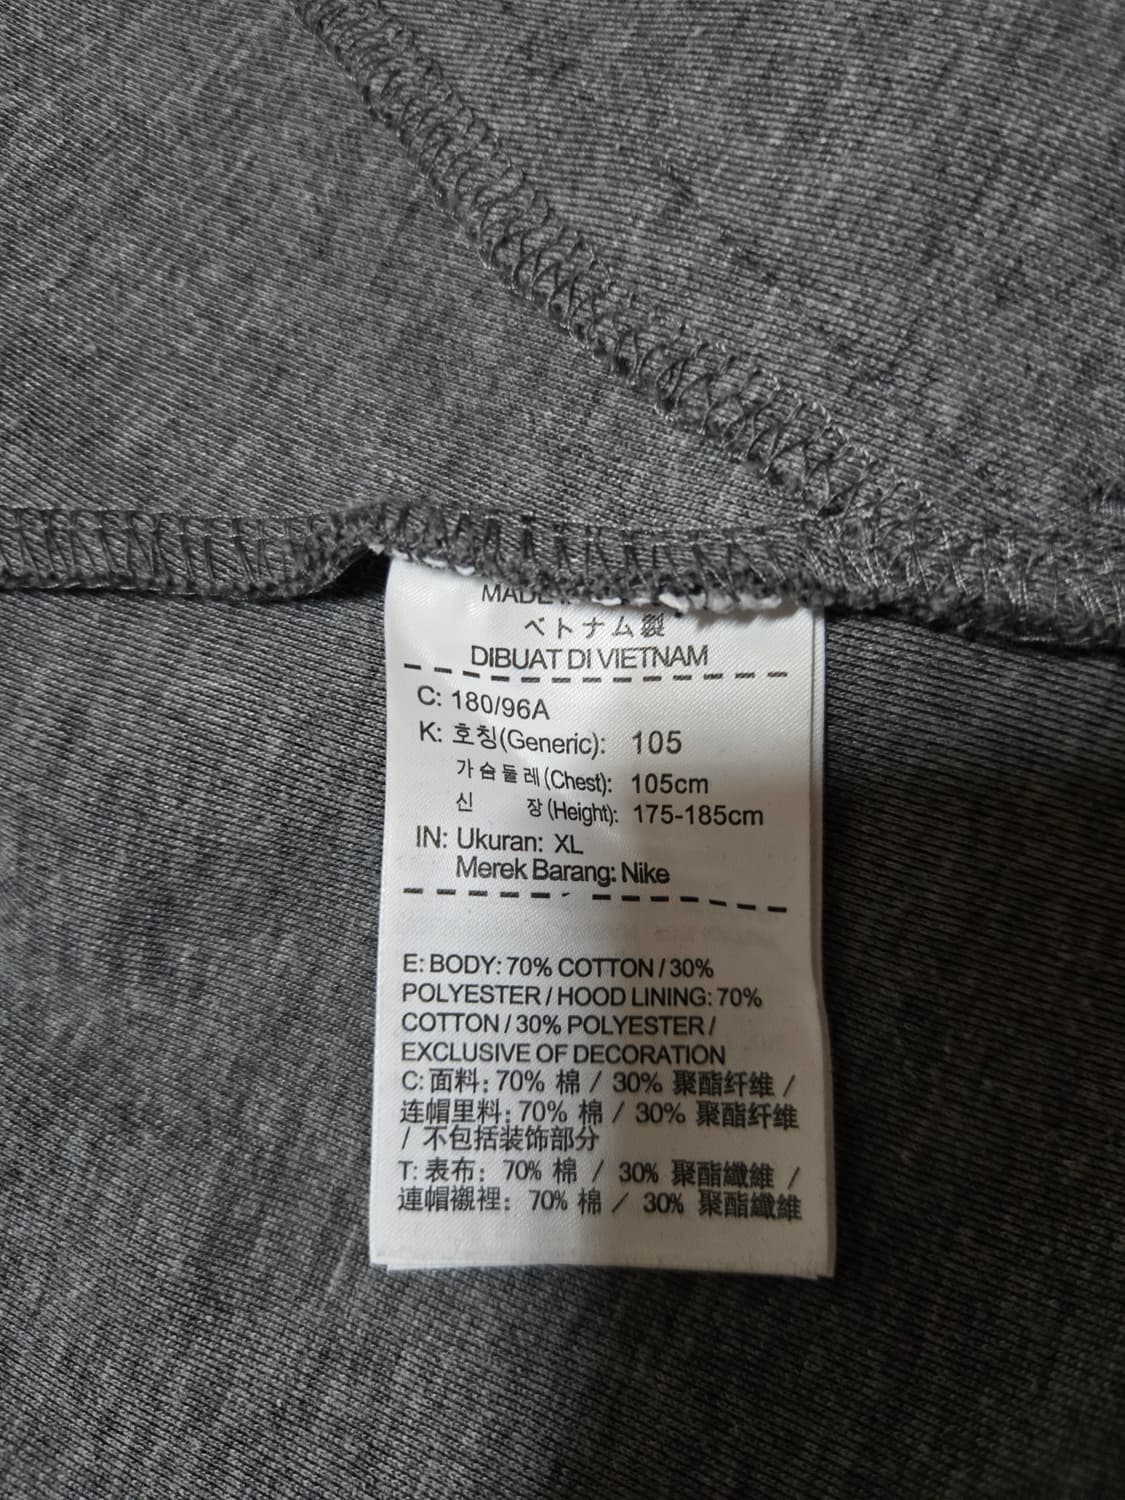 MADE
ベトナム製
DIBUAT DI VIETNAM
C: 180/96A
K: 호칭(Generic): 105
가슴둘레(Chest): 105cm
신 장(Height): 175-185cm
IN: Ukuran: XL
Merek Barang: Nike
E: BODY: 70% COTTON / 30%
POLYESTER / HOOD LINING: 70%
COTTON / 30% POLYESTER /
EXCLUSIVE OF DECORATION
C: 面料: 70% 棉 / 30% 聚酯纤维 /
连帽里料: 70% 棉 / 30% 聚酯纤维
/ 不包括装饰部分
T: 表布: 70% 棉 / 30% 聚酯纖維 /
連帽襯裡: 70% 棉 / 30% 聚酯纖維